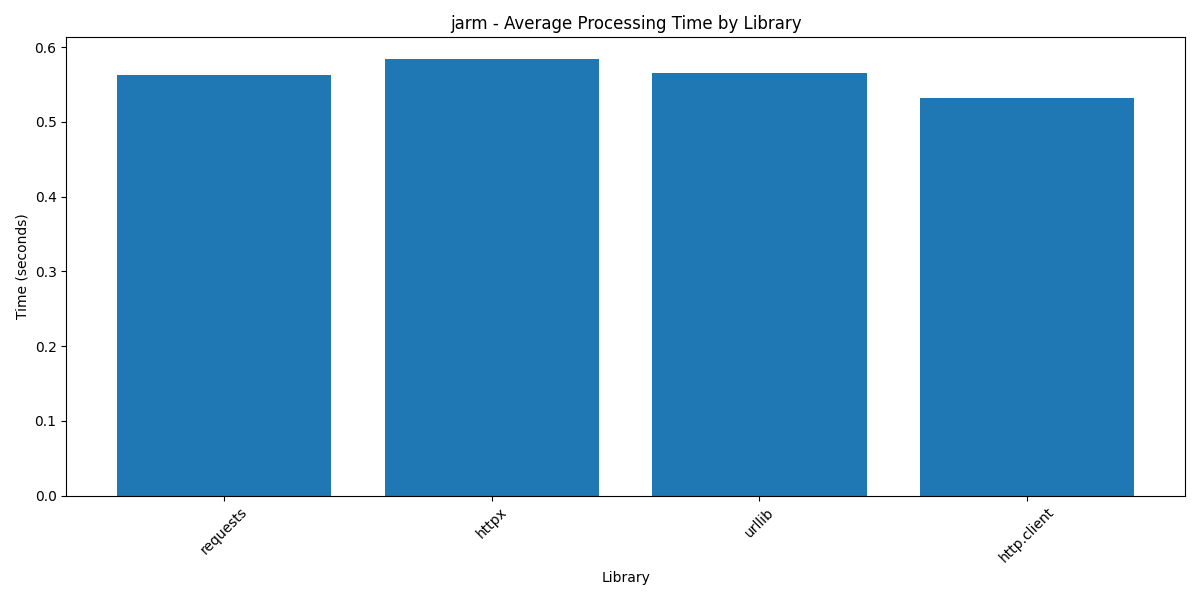 jarm - Average Processing Time by Library
0.6
0.5
0.4
0.3
0.2
0.1
0.0
Time (seconds)
requests
httpx
urllib
http.client
Library